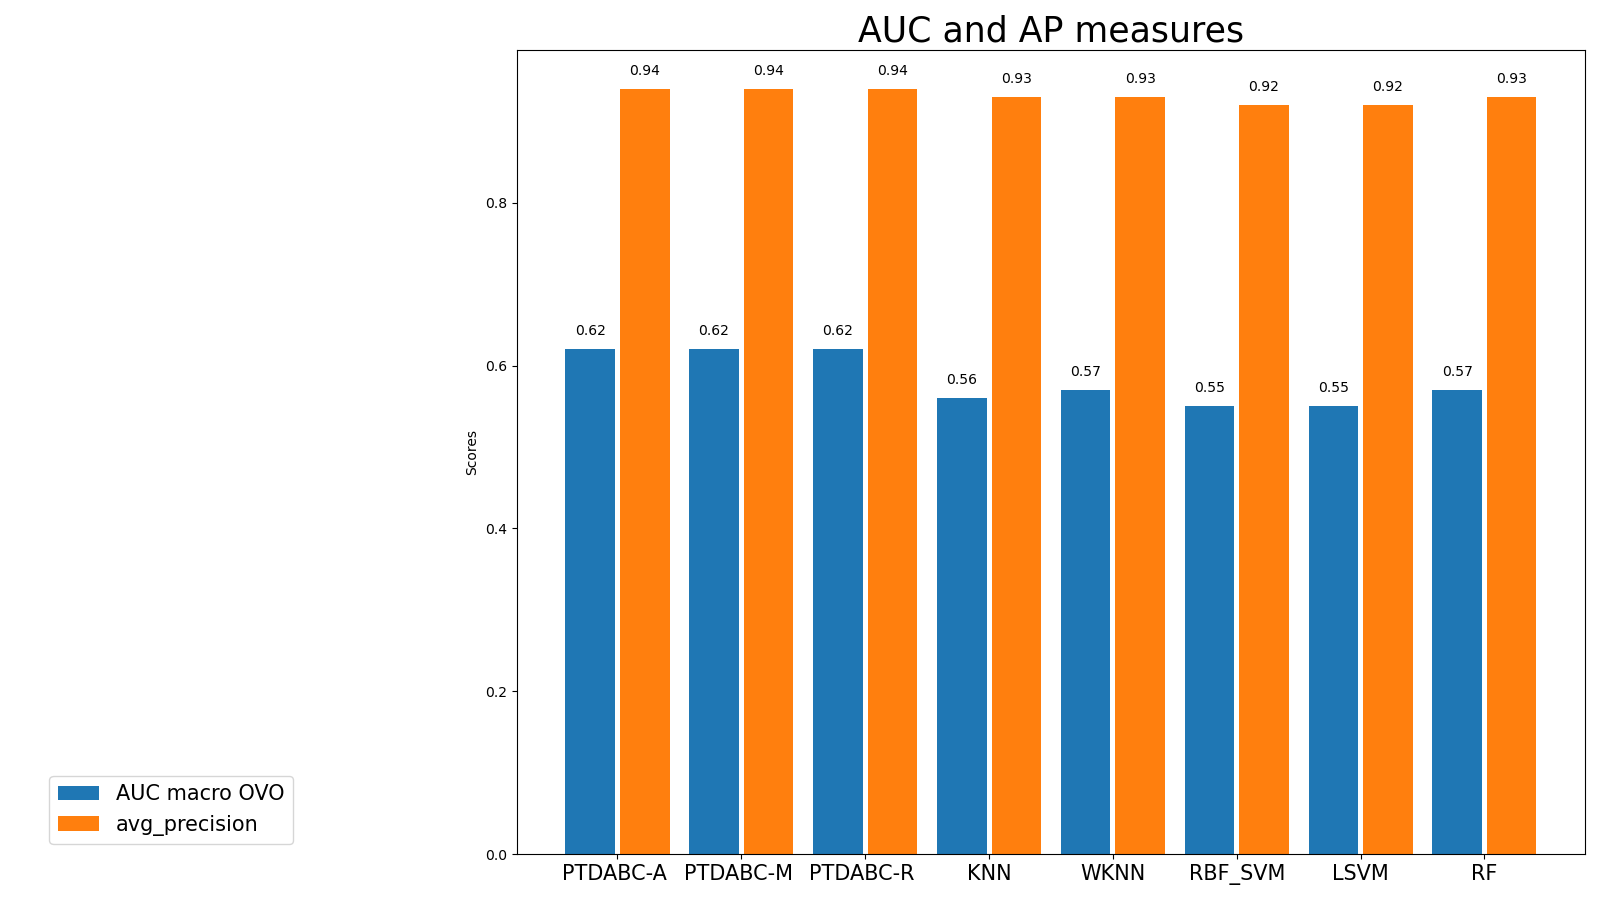 AUC and AP measures
0.94 0.94 0.94 0.93 0.93 0.92 0.92 0.93
0.62 0.62 0.62 0.56 0.57 0.55 0.55 0.57
Scores
0.8
0.6
0.4
0.2
0.0
PTDABC-A PTDABC-M PTDABC-R KNN WKNN RBF_SVM LSVM RF
AUC macro OVO
avg_precision